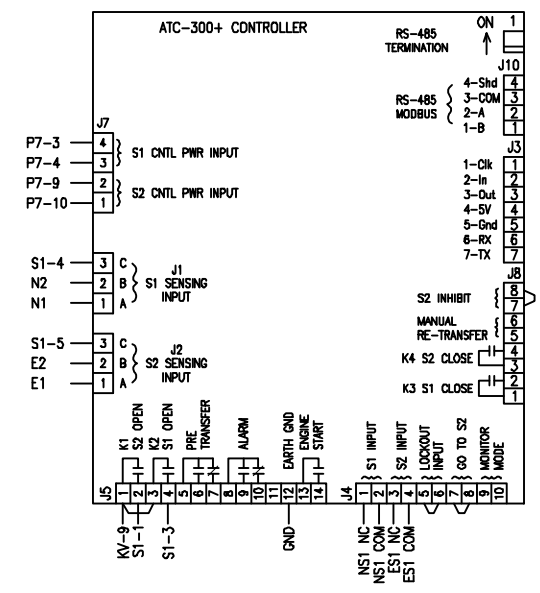 ATC-300+ CONTROLLER
ON 1
RS-485
TERMINATION
J10
4-Shd 4
3-COM 3
2-A 2
1-B 1
RS-485
MODBUS
J7
P7-3 4
P7-4 3
S1 CNTL PWR INPUT
P7-9 2
P7-10 1
S2 CNTL PWR INPUT
J3
1-Clk 1
2-In 2
3-Out 3
4-5V 4
5-Gnd 5
6-RX 6
7-TX 7
S1-4 3 C
N2 2 B
N1 1 A
J1
S1 SENSING
INPUT
J8
8
7
S2 INHIBIT
6
5
MANUAL
RE-TRANSFER
4
3
K4 S2 CLOSE
2
1
K3 S1 CLOSE
S1-5 3 C
E2 2 B
E1 1 A
J2
S2 SENSING
INPUT
K1
S2 OPEN
K2
S1 OPEN
PRE
TRANSFER
ALARM
EARTH GND
ENGINE
START
J5 1 2 3 4 5 6 7 8 9 10 11 12 13 14
KV-9
S1-1
S1-3
GND
S1 INPUT
S2 INPUT
LOCKOUT
INPUT
GO TO S2
MONITOR
MODE
J4 1 2 3 4 5 6 7 8 9 10
NS1 NC
NS1 COM
ES1 NC
ES1 COM